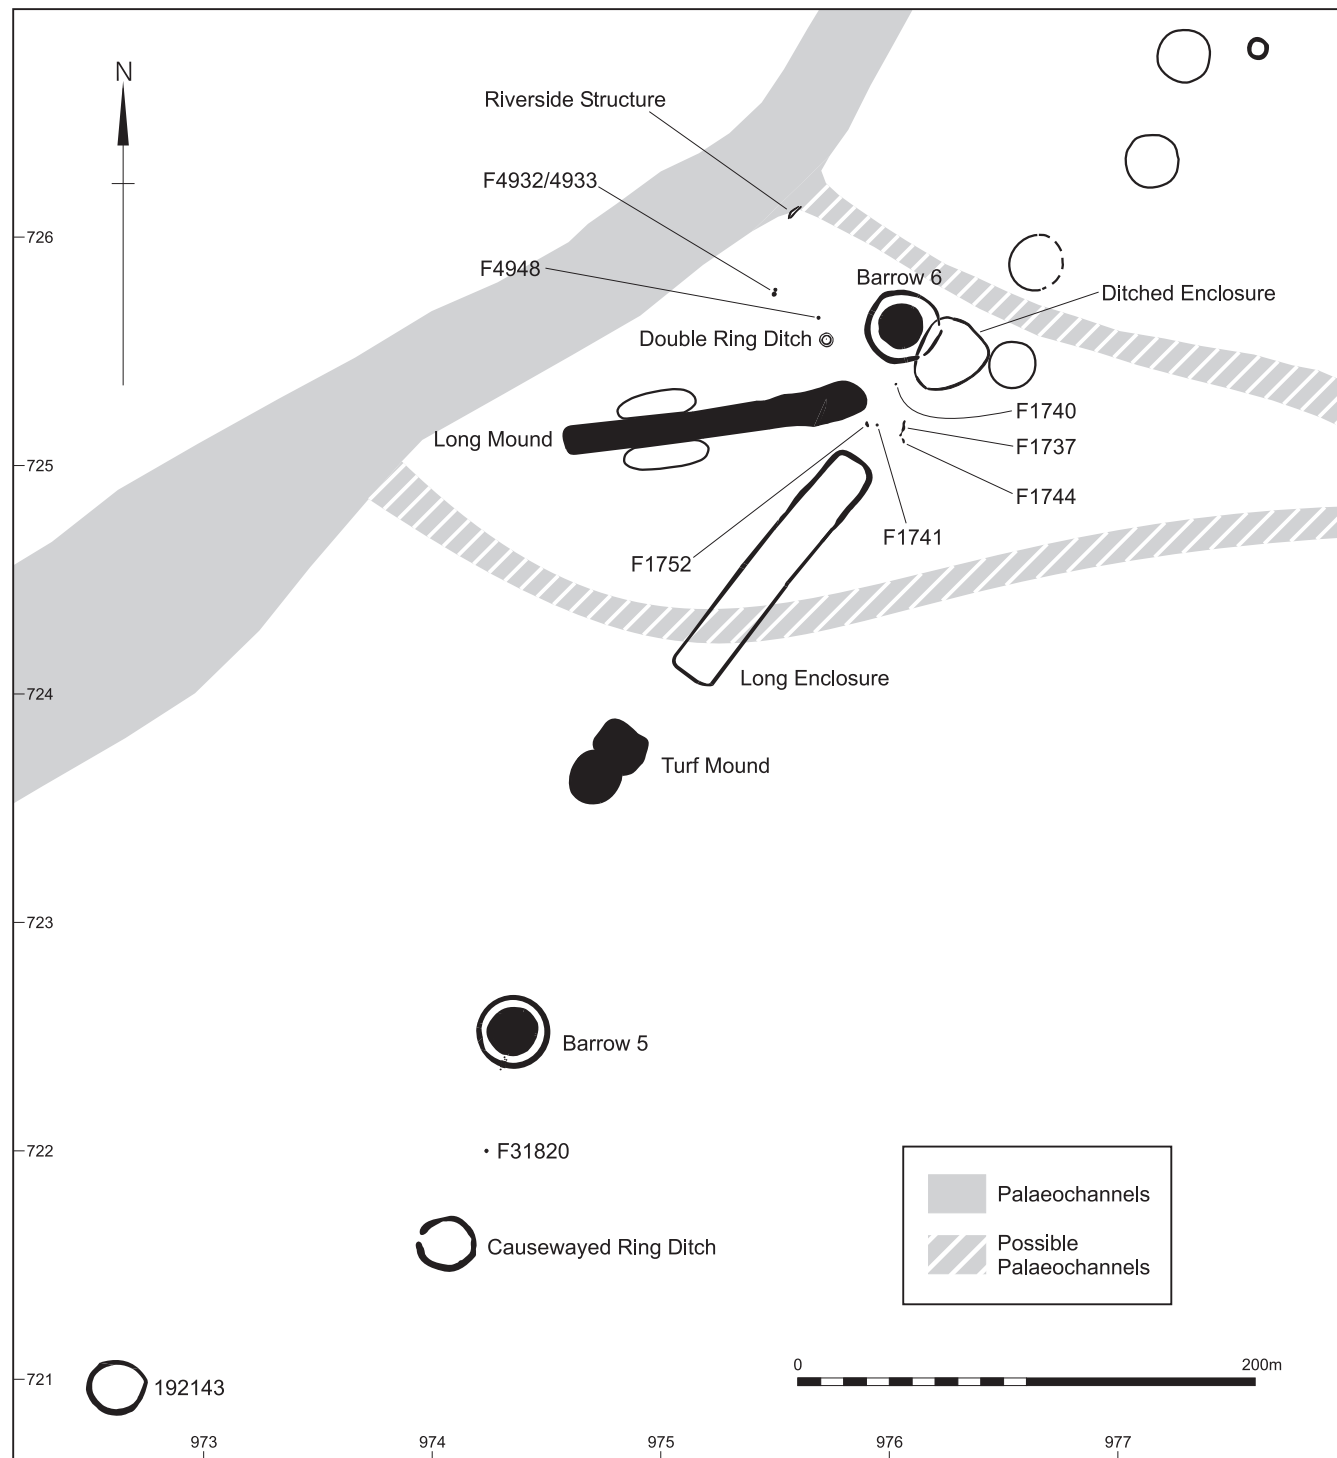 N
Riverside Structure
F4932/4933
726
F4948
Barrow 6
Ditched Enclosure
Double Ring Ditch
F1740
Long Mound
F1737
725
F1744
F1741
F1752
Long Enclosure
724
Turf Mound
723
Barrow 5
722
F31820
Palaeochannels
Possible
Palaeochannels
Causewayed Ring Ditch
0 200m
721
192143
973 974 975 976 977